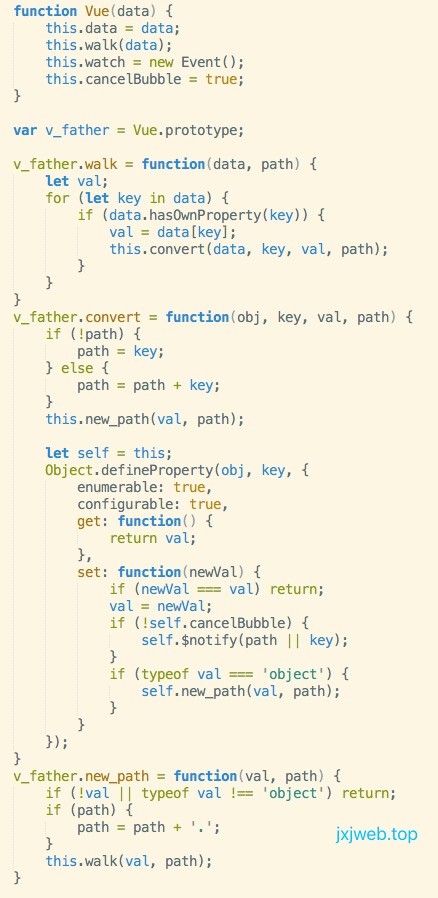 function Vue(data) {
    this.data = data;
    this.walk(data);
    this.watch = new Event();
    this.cancelBubble = true;
}

var v_father = Vue.prototype;

v_father.walk = function(data, path) {
    let val;
    for (let key in data) {
        if (data.hasOwnProperty(key)) {
            val = data[key];
            this.convert(data, key, val, path);
        }
    }
}
v_father.convert = function(obj, key, val, path) {
    if (!path) {
        path = key;
    } else {
        path = path + key;
    }
    this.new_path(val, path);

    let self = this;
    Object.defineProperty(obj, key, {
        enumerable: true,
        configurable: true,
        get: function() {
            return val;
        },
        set: function(newVal) {
            if (newVal === val) return;
            val = newVal;
            if (!self.cancelBubble) {
                self.$notify(path || key);
            }
            if (typeof val === 'object') {
                self.new_path(val, path);
            }
        }
    });
}
v_father.new_path = function(val, path) {
    if (!val || typeof val !== 'object') return;
    if (path) {
        path = path + '.';
    }
    this.walk(val, path);
}
jxjweb.top